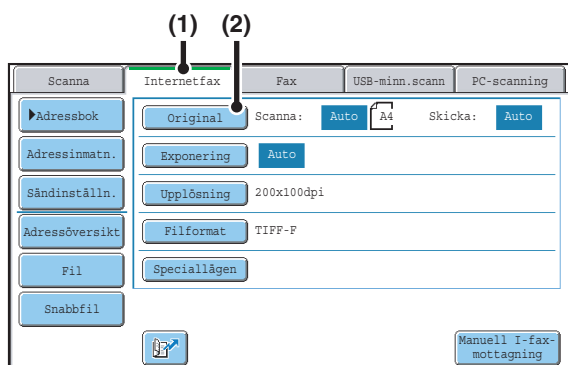 (1) (2)
Scanna Internetfax Fax USB-minn.scann PC-scanning
Adressbok Original Scanna: Auto A4 Skicka: Auto
Adressinmatn. Exponering Auto
Sändinställn. Upplösning 200x100dpi
Adressöversikt Filformat TIFF-F
Fil Speciallägen
Snabbfil
Manuell I-fax-
mottagning